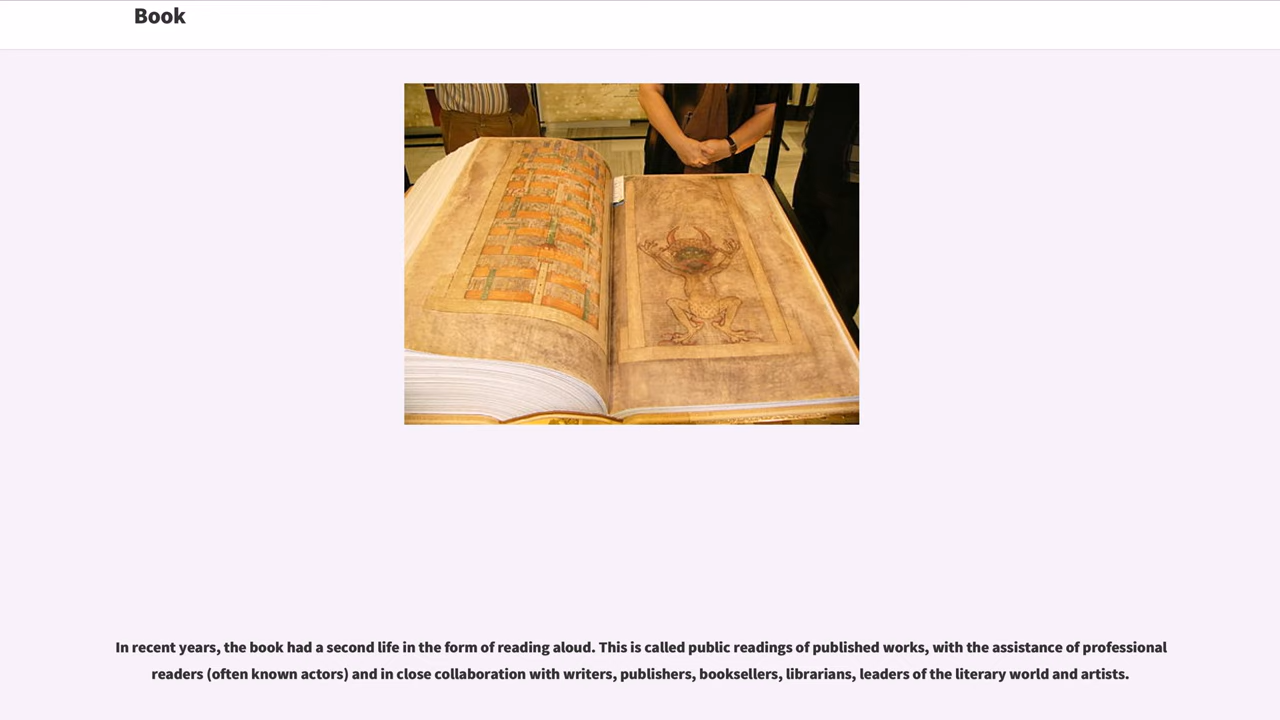 Book
In recent years, the book had a second life in the form of reading aloud. This is called public readings of published works, with the assistance of professional
readers (often known actors) and in close collaboration with writers, publishers, booksellers, librarians, leaders of the literary world and artists.